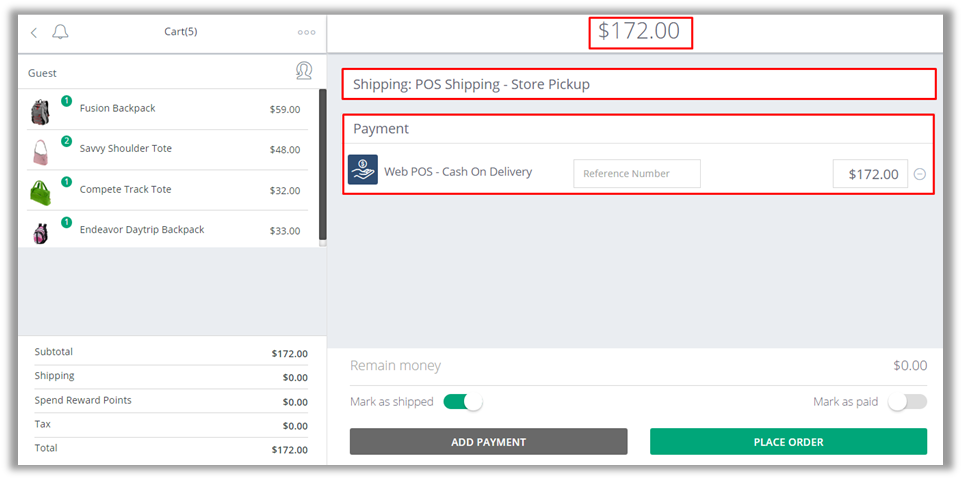 Cart(5)
$172.00
Guest
Shipping: POS Shipping - Store Pickup
1 Fusion Backpack $59.00
2 Savvy Shoulder Tote $48.00
1 Compete Track Tote $32.00
1 Endeavor Daytrip Backpack $33.00
Payment
Web POS - Cash On Delivery Reference Number $172.00
Subtotal $172.00
Shipping $0.00
Spend Reward Points $0.00
Tax $0.00
Total $172.00
Remain money $0.00
Mark as shipped Mark as paid
ADD PAYMENT PLACE ORDER